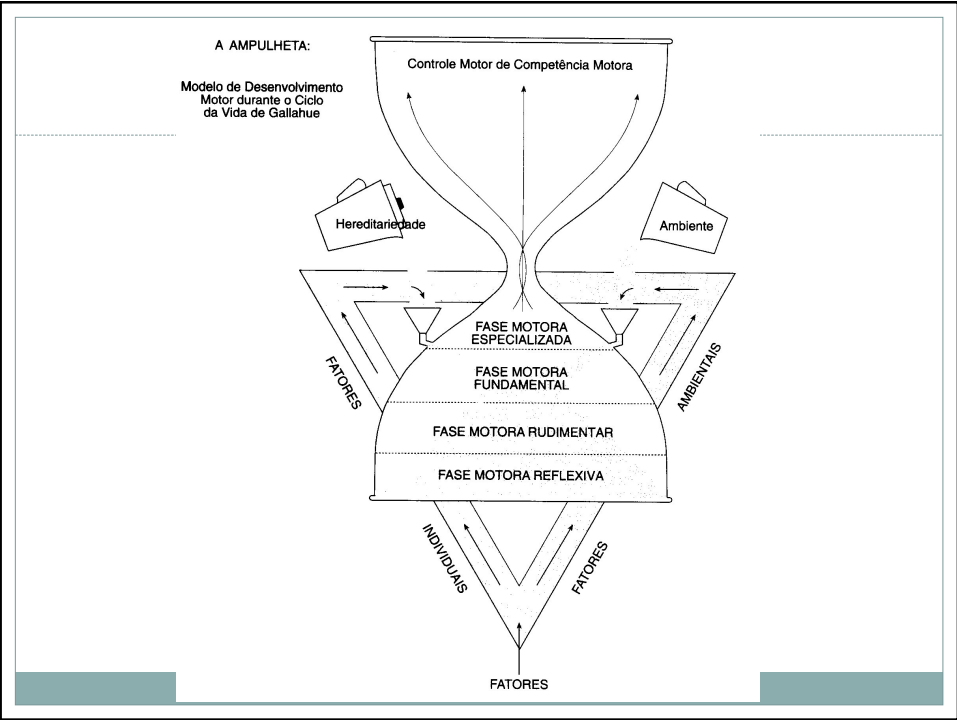 A AMPULHETA:
Modelo de Desenvolvimento
Motor durante o Ciclo
da Vida de Gallahue
Controle Motor de Competência Motora
Hereditariedade
Ambiente
FASE MOTORA
ESPECIALIZADA
FASE MOTORA
FUNDAMENTAL
FATORES
AMBIENTAIS
FASE MOTORA RUDIMENTAR
FASE MOTORA REFLEXIVA
INDIVIDUAIS
FATORES
FATORES